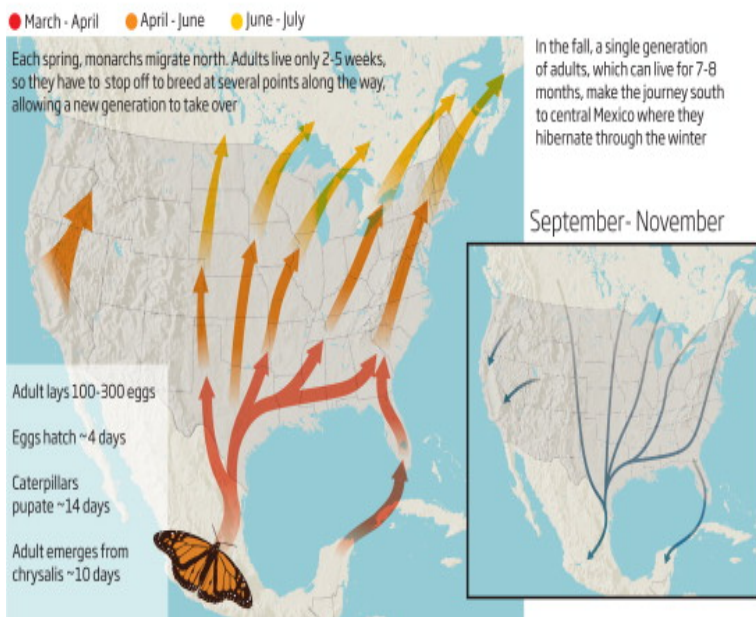 March - April
April - June
June - July
Each spring, monarchs migrate north. Adults live only 2-5 weeks,
so they have to stop off to breed at several points along the way,
allowing a new generation to take over
In the fall, a single generation
of adults, which can live for 7-8
months, make the journey south
to central Mexico where they
hibernate through the winter
September- November
Adult lays 100-300 eggs
Eggs hatch ~4 days
Caterpillars
pupate ~14 days
Adult emerges from
chrysalis ~10 days